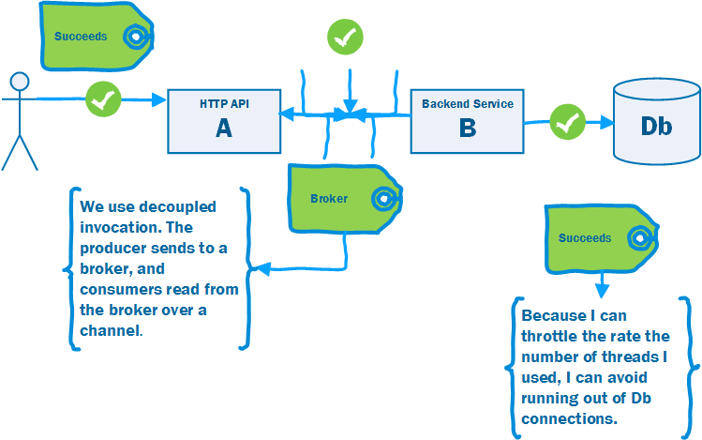 Succeeds
HTTP API
A
Backend Service
B
Db
Broker
We use decoupled
invocation. The
producer sends to a
broker, and
consumers read from
the broker over a
channel.
Succeeds
Because I can
throttle the rate the
number of threads I
used, I can avoid
running out of Db
connections.